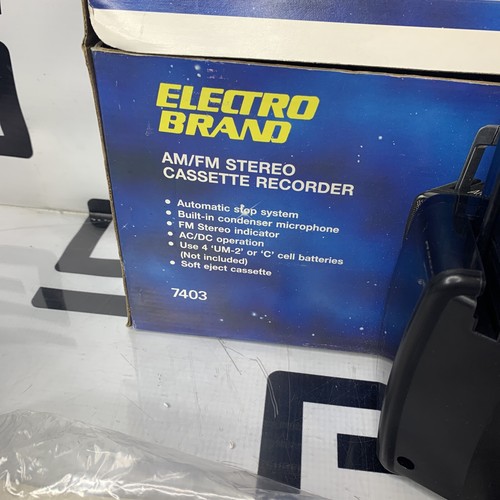 ELECTRO
BRAND
AM/FM STEREO
CASSETTE RECORDER
• Automatic stop system
• Built-in condenser microphone
• FM Stereo indicator
• AC/DC operation
• Use 4 'UM-2' or 'C' cell batteries
(Not included)
• Soft eject cassette
7403